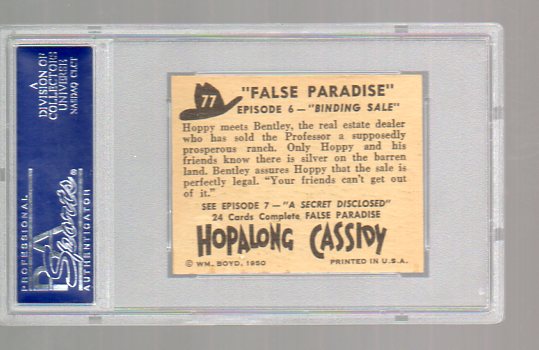 A
DIVISION OF
COLLECTORS
UNIVERSE
NASDAQ: CLCT
PROFESSIONAL
PSA
Sports
AUTHENTICATOR
77
"FALSE PARADISE"
EPISODE 6 — "BINDING SALE"
Hoppy meets Bentley, the real estate dealer
who has sold the Professor a supposedly
prosperous ranch. Only Hoppy and his
friends know there is silver on the barren
land. Bentley assures Hoppy that the sale is
perfectly legal. "Your friends can't get out
of it."
SEE EPISODE 7 — "A SECRET DISCLOSED"
24 Cards Complete, FALSE PARADISE
HOPALONG CASSIDY
© WM. BOYD, 1950 PRINTED IN U.S.A.